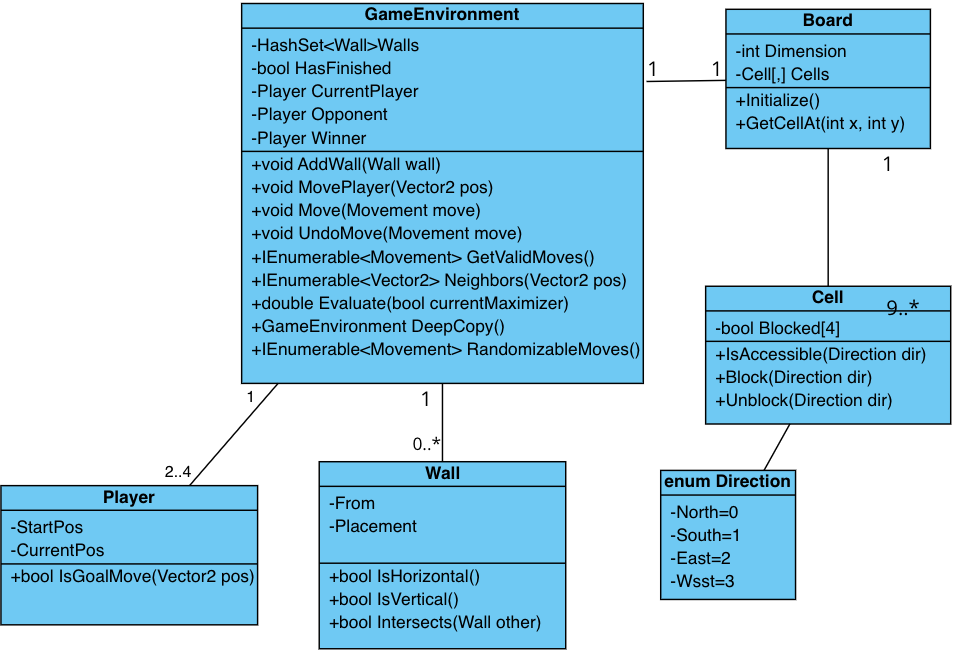 GameEnvironment
-HashSet<Wall>Walls
-bool HasFinished
-Player CurrentPlayer
-Player Opponent
-Player Winner
+void AddWall(Wall wall)
+void MovePlayer(Vector2 pos)
+void Move(Movement move)
+void UndoMove(Movement move)
+IEnumerable<Movement> GetValidMoves()
+IEnumerable<Vector2> Neighbors(Vector2 pos)
+double Evaluate(bool currentMaximizer)
+GameEnvironment DeepCopy()
+IEnumerable<Movement> RandomizableMoves()
1
1
Board
-int Dimension
-Cell[,] Cells
+Initialize()
+GetCellAt(int x, int y)
1
9..*
Cell
-bool Blocked[4]
+IsAccessible(Direction dir)
+Block(Direction dir)
+Unblock(Direction dir)
1
2..4
1
0..*
Player
-StartPos
-CurrentPos
+bool IsGoalMove(Vector2 pos)
Wall
-From
-Placement
+bool IsHorizontal()
+bool IsVertical()
+bool Intersects(Wall other)
enum Direction
-North=0
-South=1
-East=2
-Wsst=3